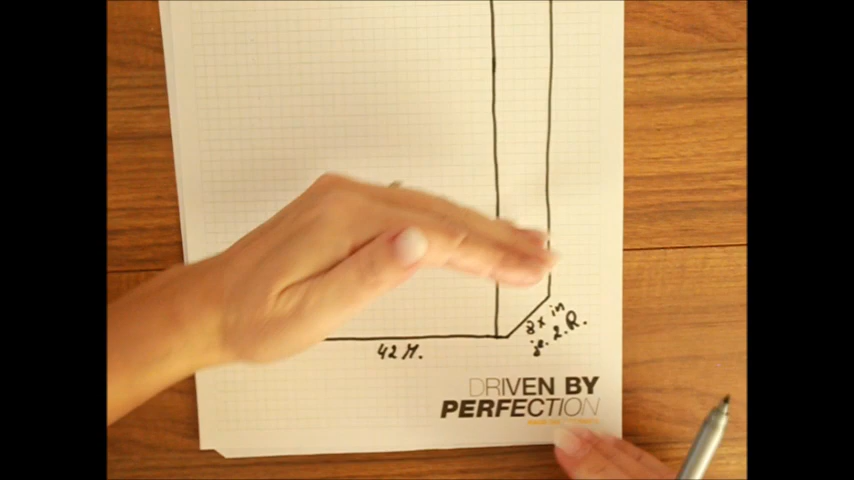 42 M.
8x in
je. 2. R.
DRIVEN BY
PERFECTION